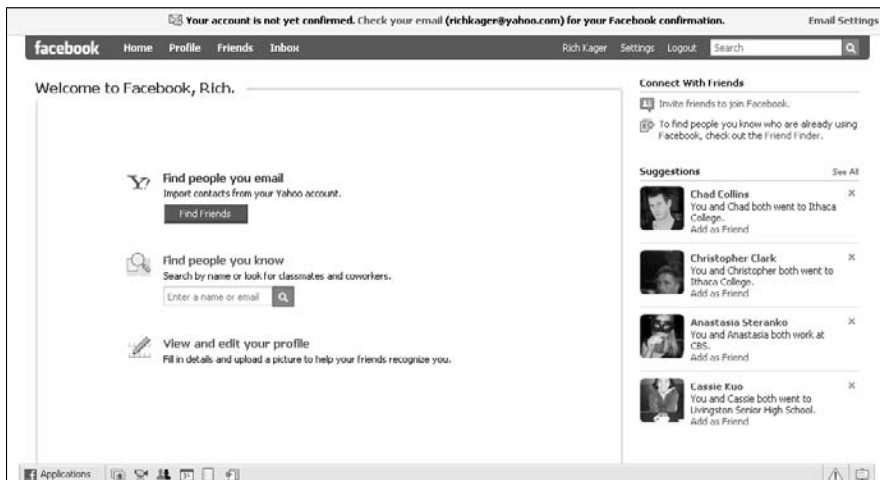 Your account is not yet confirmed. Check your email (richkager@yahoo.com) for your Facebook confirmation.
Email Settings
facebook Home Profile Friends Inbox
Rich Kager Settings Logout Search
Welcome to Facebook, Rich.
Find people you email
Import contacts from your Yahoo account.
Find Friends
Find people you know
Search by name or look for classmates and coworkers.
Enter a name or email
View and edit your profile
Fill in details and upload a picture to help your friends recognize you.
Connect With Friends
Invite friends to join Facebook.
To find people you know who are already using
Facebook, check out the Friend Finder.
Suggestions See All
Chad Collins
You and Chad both went to Ithaca
College.
Add as Friend
Christopher Clark
You and Christopher both went to
Ithaca College.
Add as Friend
Anastasia Steranko
You and Anastasia both work at
CBS.
Add as Friend
Cassie Kuo
You and Cassie both went to
Livingston Senior High School.
Add as Friend
Applications